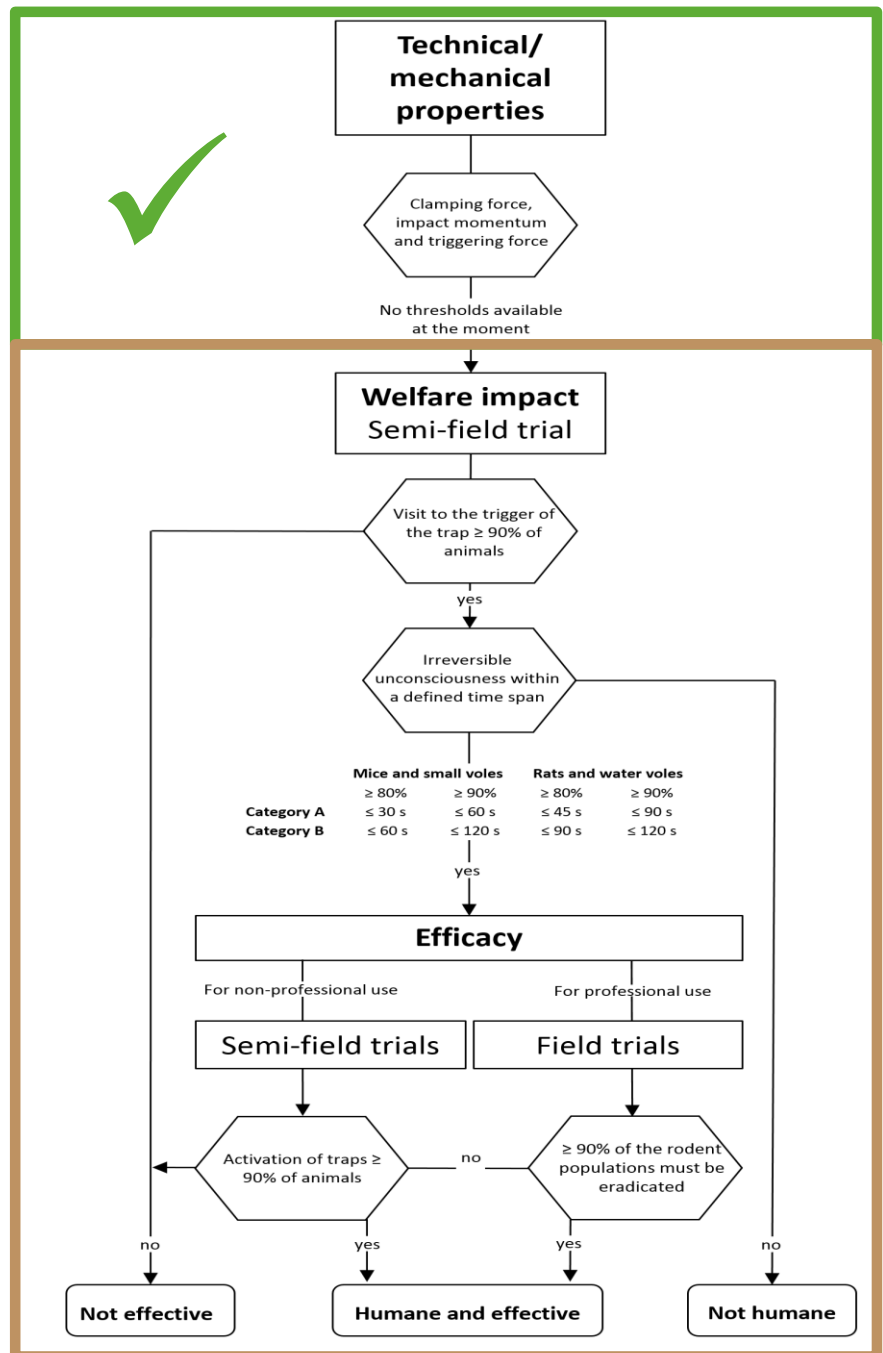 Technical/
mechanical
properties
Clamping force,
impact momentum
and triggering force
No thresholds available
at the moment
Welfare impact
Semi-field trial
Visit to the trigger of
the trap ≥ 90% of
animals
yes
Irreversible
unconsciousness within
a defined time span
Mice and small voles Rats and water voles
≥ 80% ≥ 90% ≥ 80% ≥ 90%
Category A ≤ 30 s ≤ 60 s ≤ 45 s ≤ 90 s
Category B ≤ 60 s ≤ 120 s ≤ 90 s ≤ 120 s
yes
Efficacy
For non-professional use For professional use
Semi-field trials Field trials
Activation of traps ≥
90% of animals
no
≥ 90% of the rodent
populations must be
eradicated
no yes yes no
Not effective Humane and effective Not humane